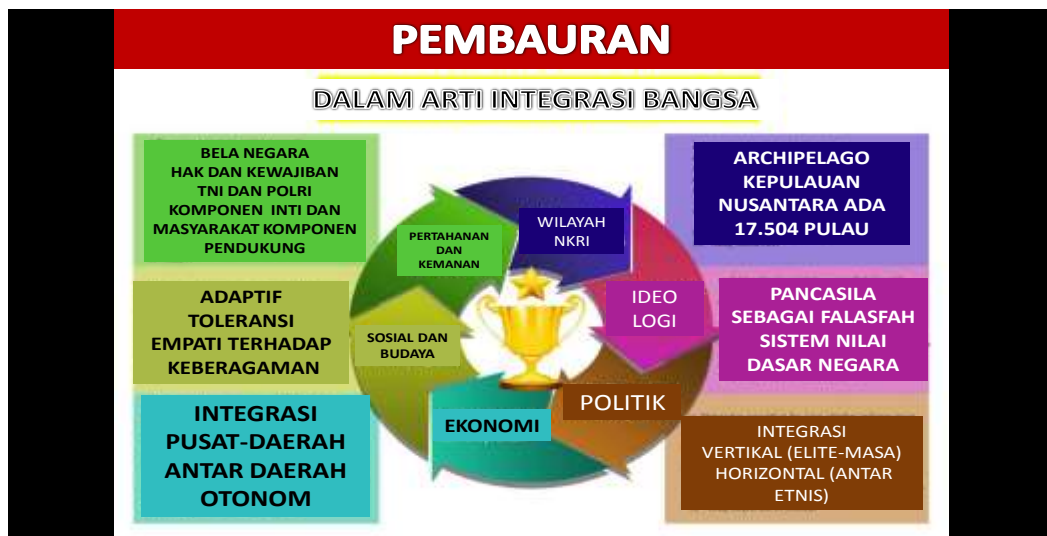 PEMBAURAN
DALAM ARTI INTEGRASI BANGSA
BELA NEGARA
HAK DAN KEWAJIBAN
TNI DAN POLRI
KOMPONEN INTI DAN
MASYARAKAT KOMPONEN
PENDUKUNG
ADAPTIF
TOLERANSI
EMPATI TERHADAP
KEBERAGAMAN
INTEGRASI
PUSAT-DAERAH
ANTAR DAERAH
OTONOM
PERTAHANAN
DAN
KEMANAN
WILAYAH
NKRI
IDEO
LOGI
SOSIAL DAN
BUDAYA
EKONOMI
POLITIK
ARCHIPELAGO
KEPULAUAN
NUSANTARA ADA
17.504 PULAU
PANCASILA
SEBAGAI FALASFAH
SISTEM NILAI
DASAR NEGARA
INTEGRASI
VERTIKAL (ELITE-MASA)
HORIZONTAL (ANTAR
ETNIS)